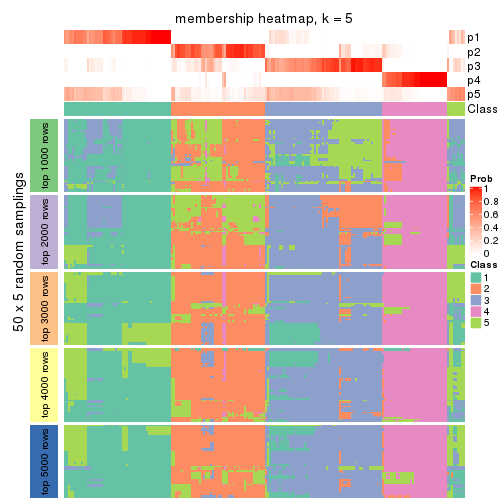 membership heatmap, k = 5
p1
p2
p3
p4
p5
Class
50 x 5 random samplings
top 1000 rows
top 2000 rows
top 3000 rows
top 4000 rows
top 5000 rows
Prob
1
0.8
0.6
0.4
0.2
0
Class
1
2
3
4
5